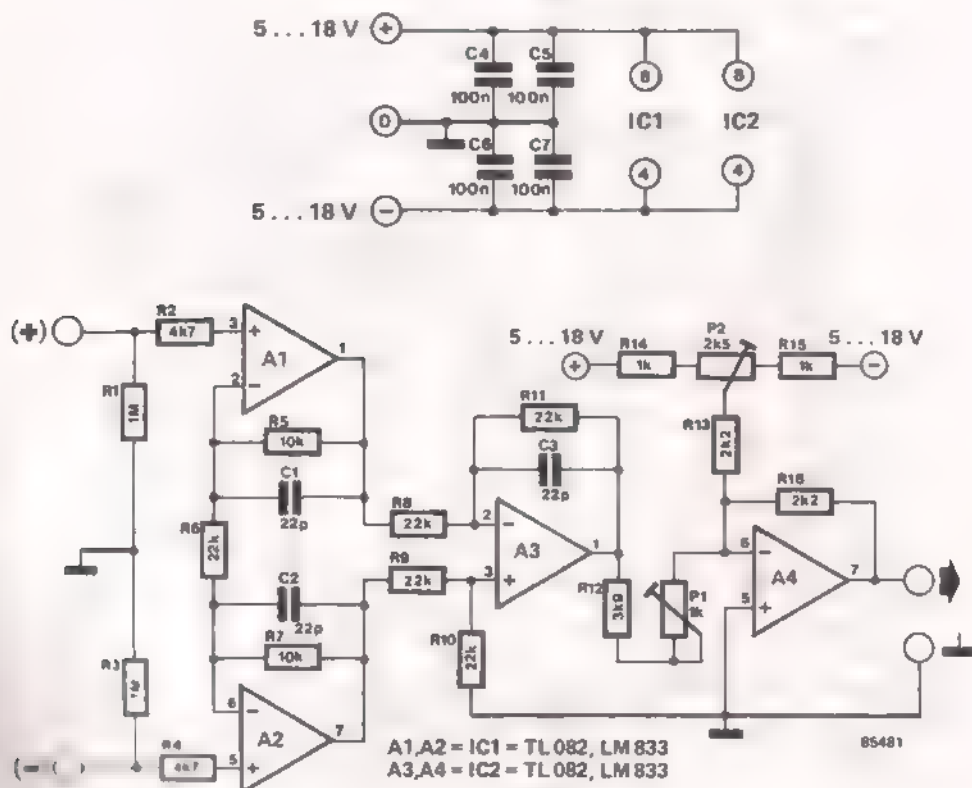 5 ... 18 V +
C4
C5
100n
100n
8
8
0
IC1
IC2
C6
C7
100n
100n
4
4
5 ... 18 V −
(+)
R2
4k7
3
+
A1
1
2
−
R1
1M
R5
10k
C1
22p
R6
22k
C2
22p
R7
10k
R3
6
−
A2
7
5
+
R4
4k7
R8
22k
R9
22k
R10
22k
R11
22k
C3
22p
2
−
A3
1
3
+
R12
3k9
P1
1k
5 ... 18 V
+
R14
1k
P2
2k5
R15
1k
5 ... 18 V
−
R13
2k2
R16
2k2
6
−
A4
7
5
+
A1,A2 = IC1 = TL 082, LM 833
A3,A4 = IC2 = TL 082, LM 833
85481